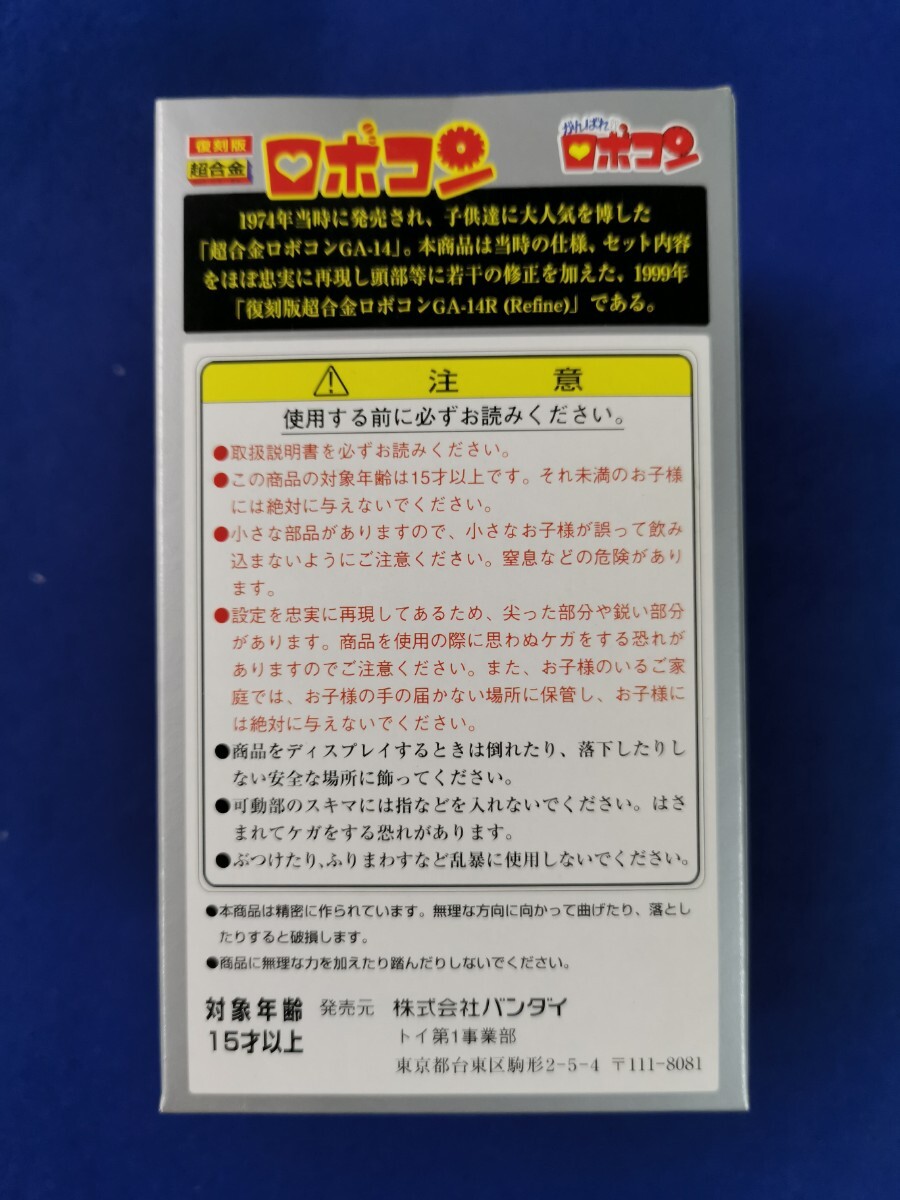 復刻版
超合金
ロボコン
がんばれ!!
ロボコン
1974年当時に発売され、子供達に大人気を博した
「超合金ロボコンGA-14」。本商品は当時の仕様、セット内容
をほぼ忠実に再現し頭部等に若干の修正を加えた、1999年
「復刻版超合金ロボコンGA-14R (Refine)」である。
注意
使用する前に必ずお読みください。
●取扱説明書を必ずお読みください。
●この商品の対象年齢は15才以上です。それ未満のお子様
には絶対に与えないでください。
●小さな部品がありますので、小さなお子様が誤って飲み
込まないようにご注意ください。窒息などの危険があり
ます。
●設定を忠実に再現してあるため、尖った部分や鋭い部分
があります。商品を使用の際に思わぬケガをする恐れが
ありますのでご注意ください。また、お子様のいるご家
庭では、お子様の手の届かない場所に保管し、お子様に
は絶対に与えないでください。
●商品をディスプレイするときは倒れたり、落下したりし
ない安全な場所に飾ってください。
●可動部のスキマには指などを入れないでください。はさ
まれてケガをする恐れがあります。
●ぶつけたり、ふりまわすなど乱暴に使用しないでください。
●本商品は精密に作られています。無理な方向に向かって曲げたり、落とし
たりすると破損します。
●商品に無理な力を加えたり踏んだりしないでください。
対象年齢
15才以上
発売元 株式会社バンダイ
トイ第1事業部
東京都台東区駒形2-5-4 〒111-8081